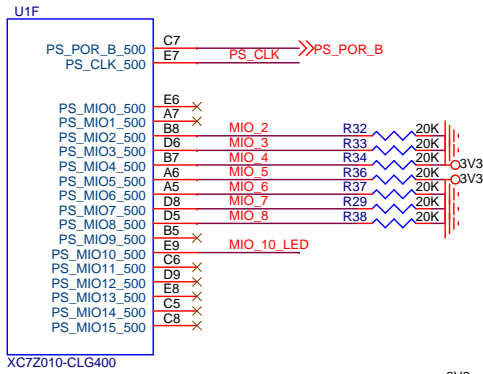 U1F
PS_POR_B_500 C7 PS_POR_B
PS_CLK_500 E7 PS_CLK
PS_MIO0_500 E6
PS_MIO1_500 A7
PS_MIO2_500 B8 MIO_2 R32 20K
PS_MIO3_500 D6 MIO_3 R33 20K
PS_MIO4_500 B7 MIO_4 R34 20K 3V3
PS_MIO5_500 A6 MIO_5 R36 20K 3V3
PS_MIO6_500 A5 MIO_6 R37 20K
PS_MIO7_500 D8 MIO_7 R29 20K
PS_MIO8_500 D5 MIO_8 R38 20K
PS_MIO9_500 B5
PS_MIO10_500 E9 MIO_10_LED
PS_MIO11_500 C6
PS_MIO12_500 D9
PS_MIO13_500 E8
PS_MIO14_500 C5
PS_MIO15_500 C8
XC7Z010-CLG400